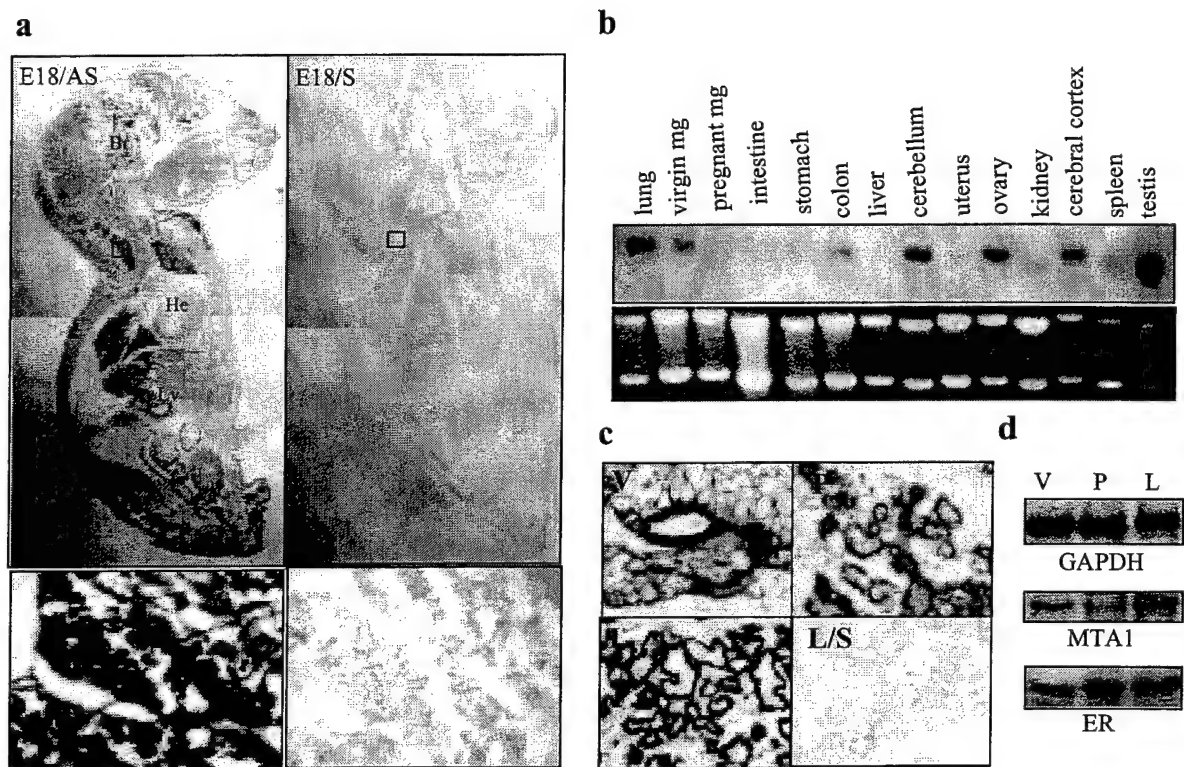 a
E18/AS
E18/S
Br
He
Lv
b
lung
virgin mg
pregnant mg
intestine
stomach
colon
liver
cerebellum
uterus
ovary
kidney
cerebral cortex
spleen
testis
c
V
P
L/S
d
V P L
GAPDH
MTA1
ER